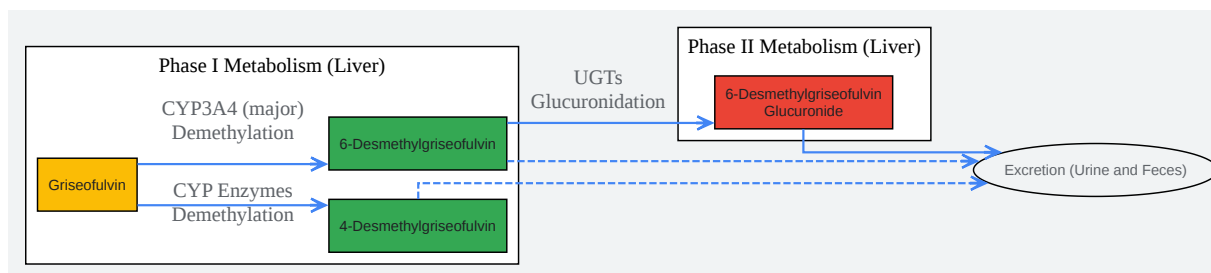 Phase I Metabolism (Liver)
CYP3A4 (major)
Demethylation
Griseofulvin
6-Desmethylgriseofulvin
CYP Enzymes
Demethylation
4-Desmethylgriseofulvin
UGTs
Glucuronidation
Phase II Metabolism (Liver)
6-Desmethylgriseofulvin
Glucuronide
Excretion (Urine and Feces)